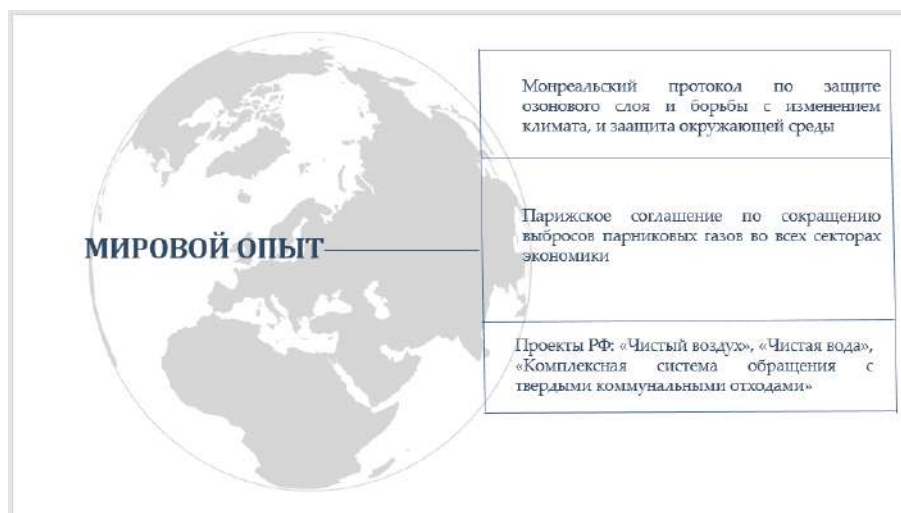 МИРОВОЙ ОПЫТ
Монреальский протокол по защите
озонового слоя и борьбы с изменением
климата, и заащита окружающей среды
Парижское соглашение по сокращению
выбросов парниковых газов во всех секторах
экономики
Проекты РФ: «Чистый воздух», «Чистая вода»,
«Комплексная система обращения с
твердыми коммунальными отходами»